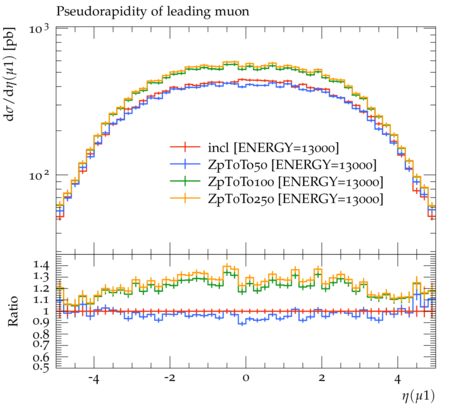 Pseudorapidity of leading muon
dσ/dη(μ1) [pb]
10³
10²
incl [ENERGY=13000]
ZpToTo50 [ENERGY=13000]
ZpToTo100 [ENERGY=13000]
ZpToTo250 [ENERGY=13000]
Ratio
1.4
1.3
1.2
1.1
1
0.9
0.8
0.7
0.6
0.5
-4 -2 0 2 4
η(μ1)